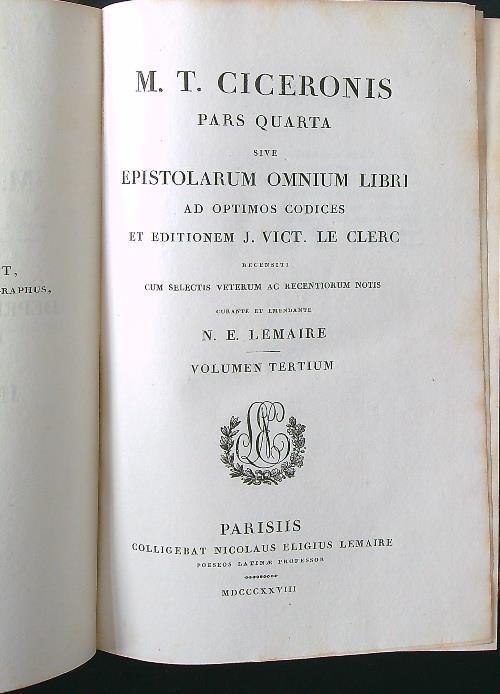 T,
RAPHUS,
M. T. CICERONIS
PARS QUARTA
SIVE
EPISTOLARUM OMNIUM LIBRI
AD OPTIMOS CODICES
ET EDITIONEM J. VICT. LE CLERC
RECENSITI
CUM SELECTIS VETERUM AC RECENTIORUM NOTIS
CURANTE ET EMENDANTE
N. E. LEMAIRE
VOLUMEN TERTIUM
PARISIIS
COLLIGEBAT NICOLAUS ELIGIUS LEMAIRE
POESEOS LATINÆ PROFESSOR
MDCCCXXVIII